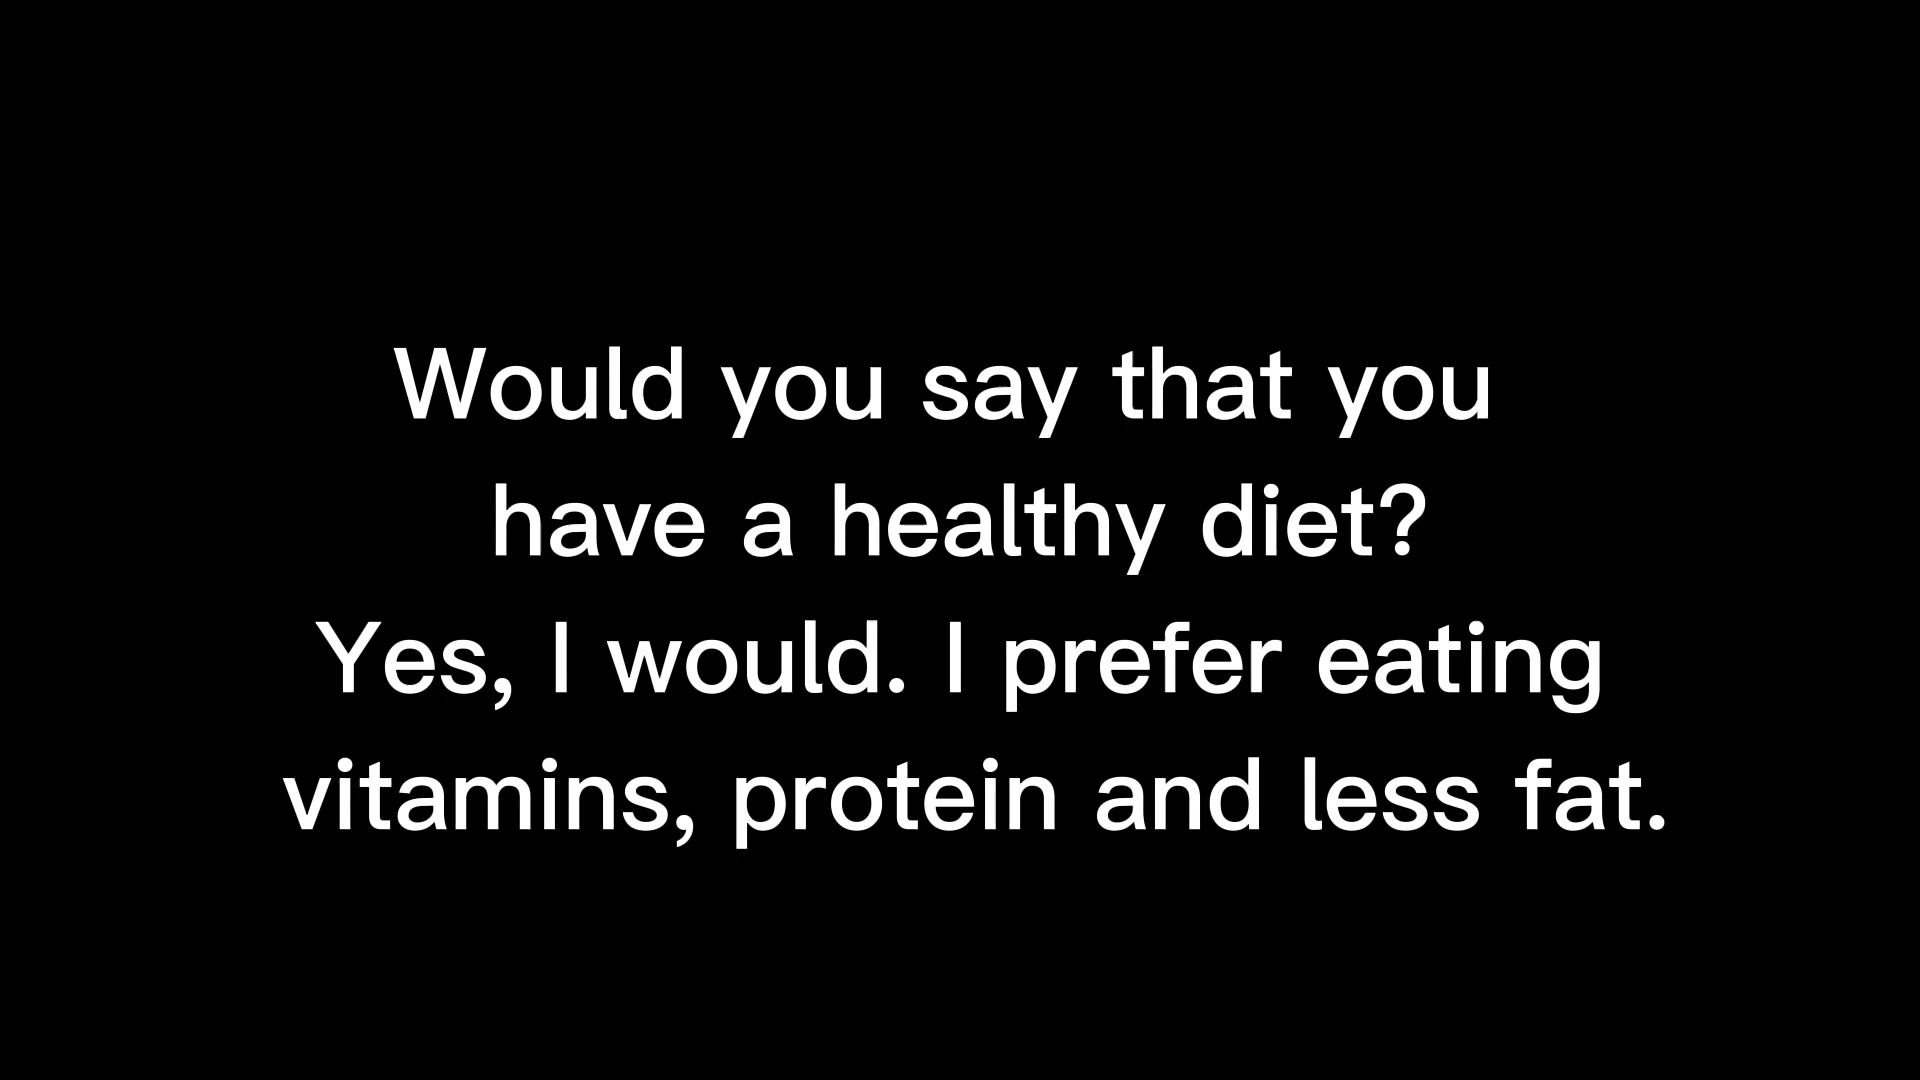 Would you say that you
have a healthy diet?
Yes, I would. I prefer eating
vitamins, protein and less fat.